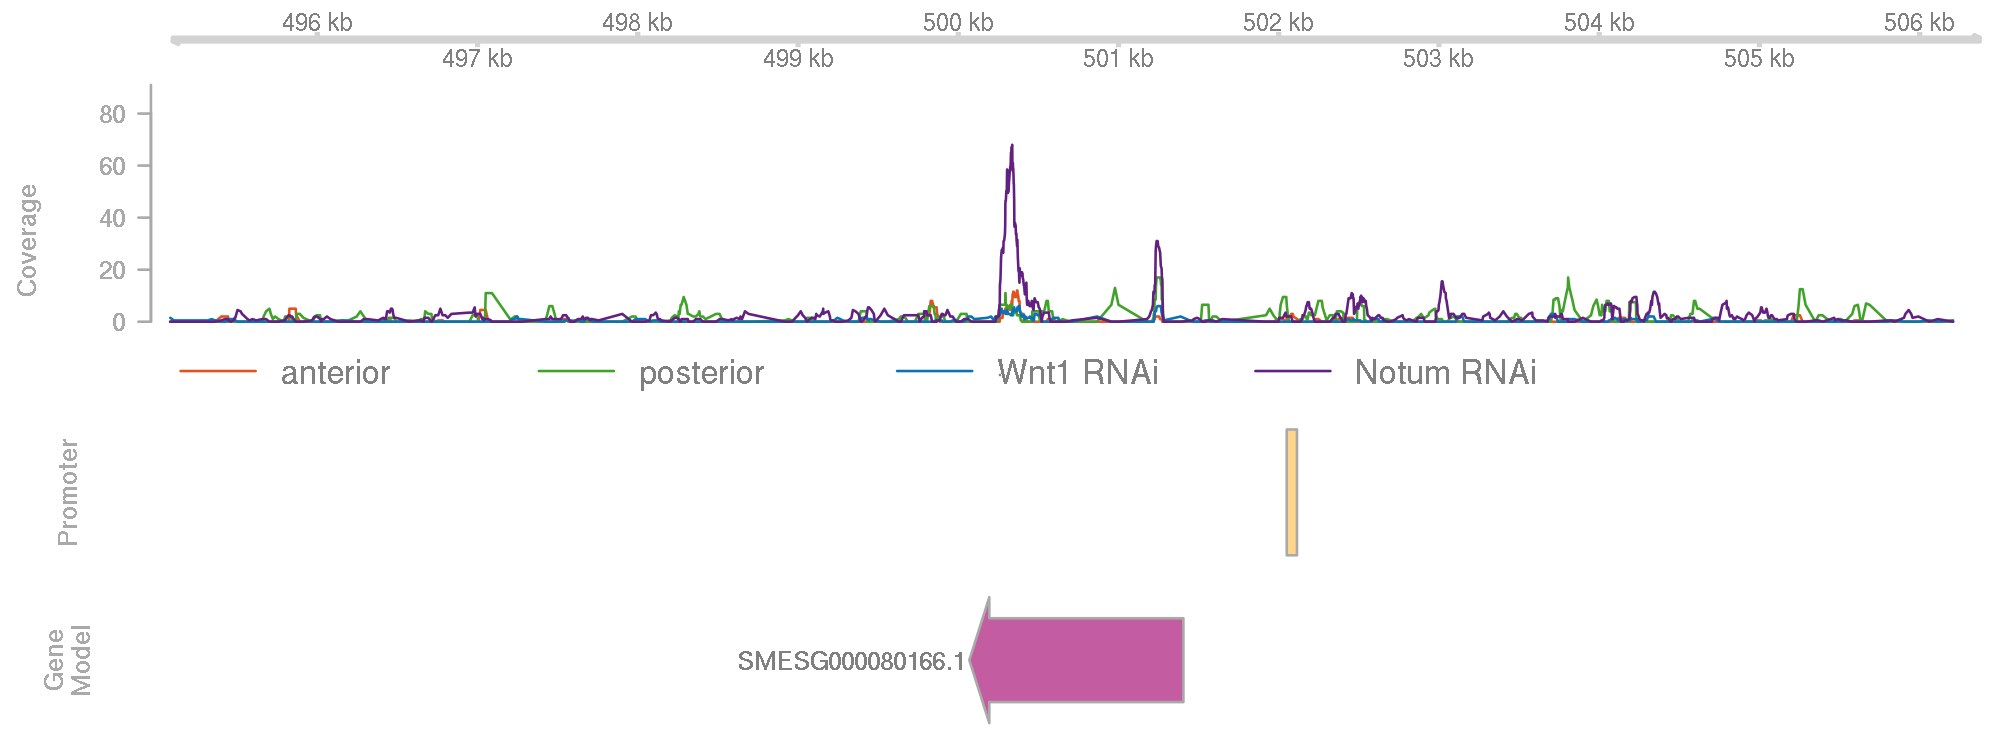 496 kb 498 kb 500 kb 502 kb 504 kb 506 kb
497 kb 499 kb 501 kb 503 kb 505 kb
Coverage
80
60
40
20
0
anterior posterior Wnt1 RNAi Notum RNAi
Promoter
Gene
Model
SMESG000080166.1